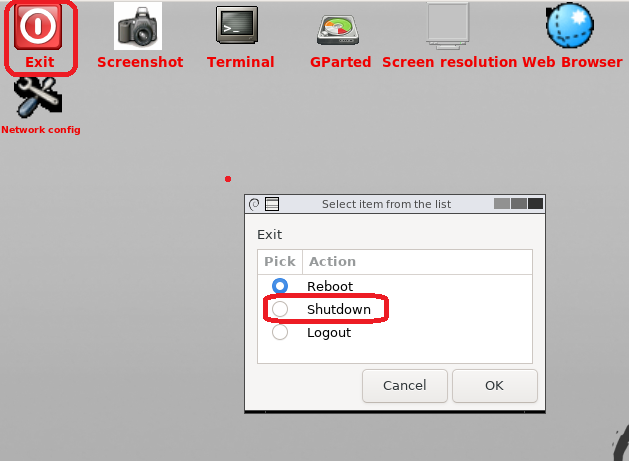 Exit
Screenshot
Terminal
GParted
Screen resolution
Web Browser
Network config
Select item from the list
Exit
Pick Action
Reboot
Shutdown
Logout
Cancel OK